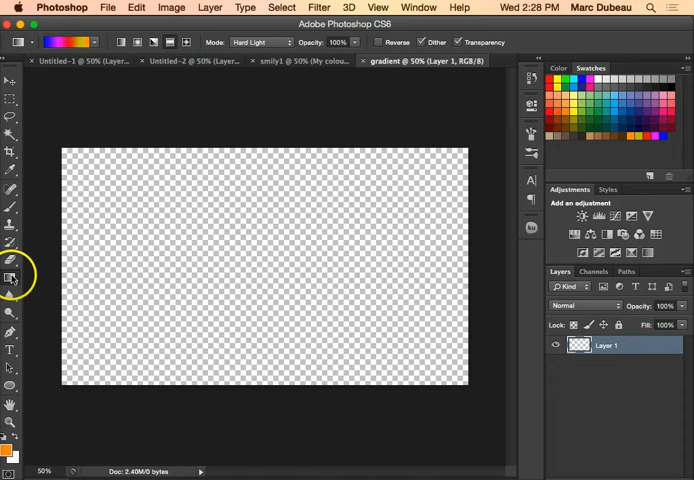 Photoshop File Edit Image Layer Type Select Filter 3D View Window Help Wed 2:28 PM Marc Dubeau
Adobe Photoshop CS6
Mode: Hard Light Opacity: 100% Reverse Dither Transparency
× Untitled-1 @ 50% (Laye... × Untitled-2 @ 50% (Laye... × smily1 @ 50% (My colou... × gradient @ 50% (Layer 1, RGB/8)
Color Swatches
Adjustments Styles
Add an adjustment
Layers Channels Paths
Kind
Normal Opacity: 100%
Lock: Fill: 100%
Layer 1
50% Doc: 2.40M/0 bytes